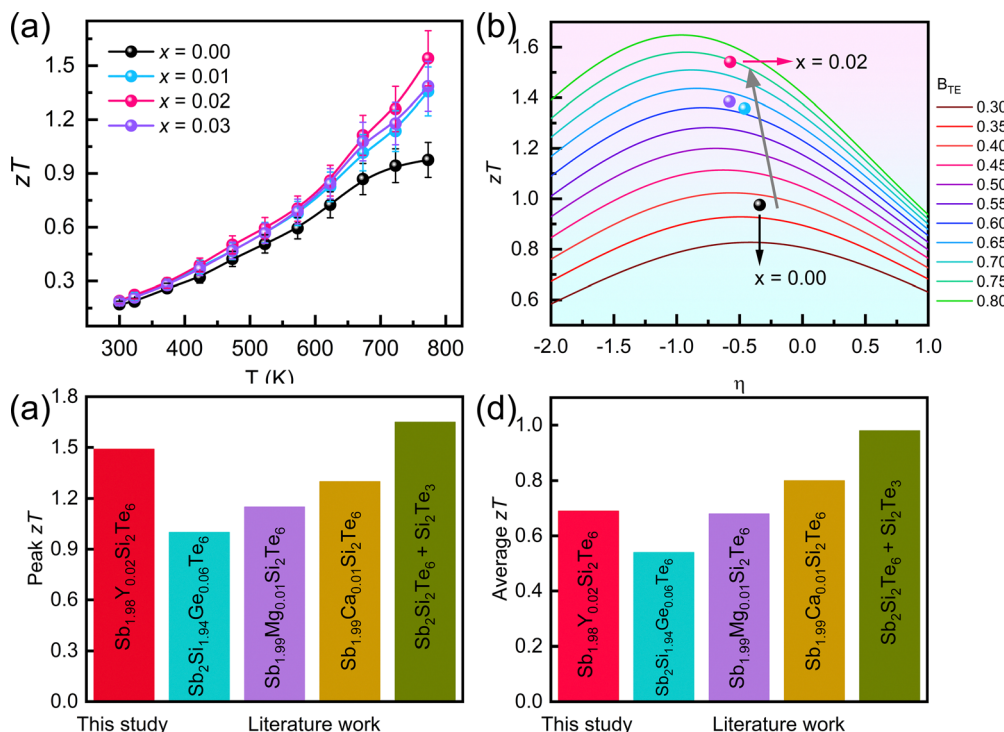 (a)
x = 0.00
x = 0.01
x = 0.02
x = 0.03
zT
1.5
1.2
0.9
0.6
0.3
300 400 500 600 700 800
T (K)
(b)
x = 0.02
x = 0.00
zT
1.6
1.4
1.2
1.0
0.8
0.6
-2.0 -1.5 -1.0 -0.5 0.0 0.5 1.0
η
B_TE
0.30
0.35
0.40
0.45
0.50
0.55
0.60
0.65
0.70
0.75
0.80
(a)
Peak zT
1.8
1.5
1.2
0.9
0.6
0.3
0.0
Sb1.98Y0.02Si2Te6
Sb2Si1.94Ge0.06Te6
Sb1.99Mg0.01Si2Te6
Sb1.99Ca0.01Si2Te6
Sb2Si2Te6 + Si2Te3
This study Literature work
(d)
Average zT
1.0
0.8
0.6
0.4
0.2
0.0
Sb1.98Y0.02Si2Te6
Sb2Si1.94Ge0.06Te6
Sb1.99Mg0.01Si2Te6
Sb1.99Ca0.01Si2Te6
Sb2Si2Te6 + Si2Te3
This study Literature work